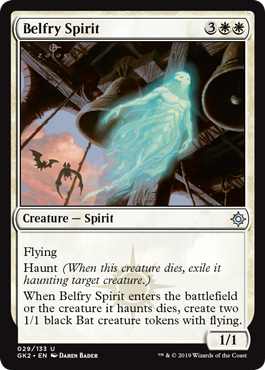 Belfry Spirit 3
Creature — Spirit
Flying
Haunt (When this creature dies, exile it
haunting target creature.)
When Belfry Spirit enters the battlefield
or the creature it haunts dies, create two
1/1 black Bat creature tokens with flying.
1/1
029/133 U
GK2 • EN DAREN BADER
™ & © 2019 Wizards of the Coast